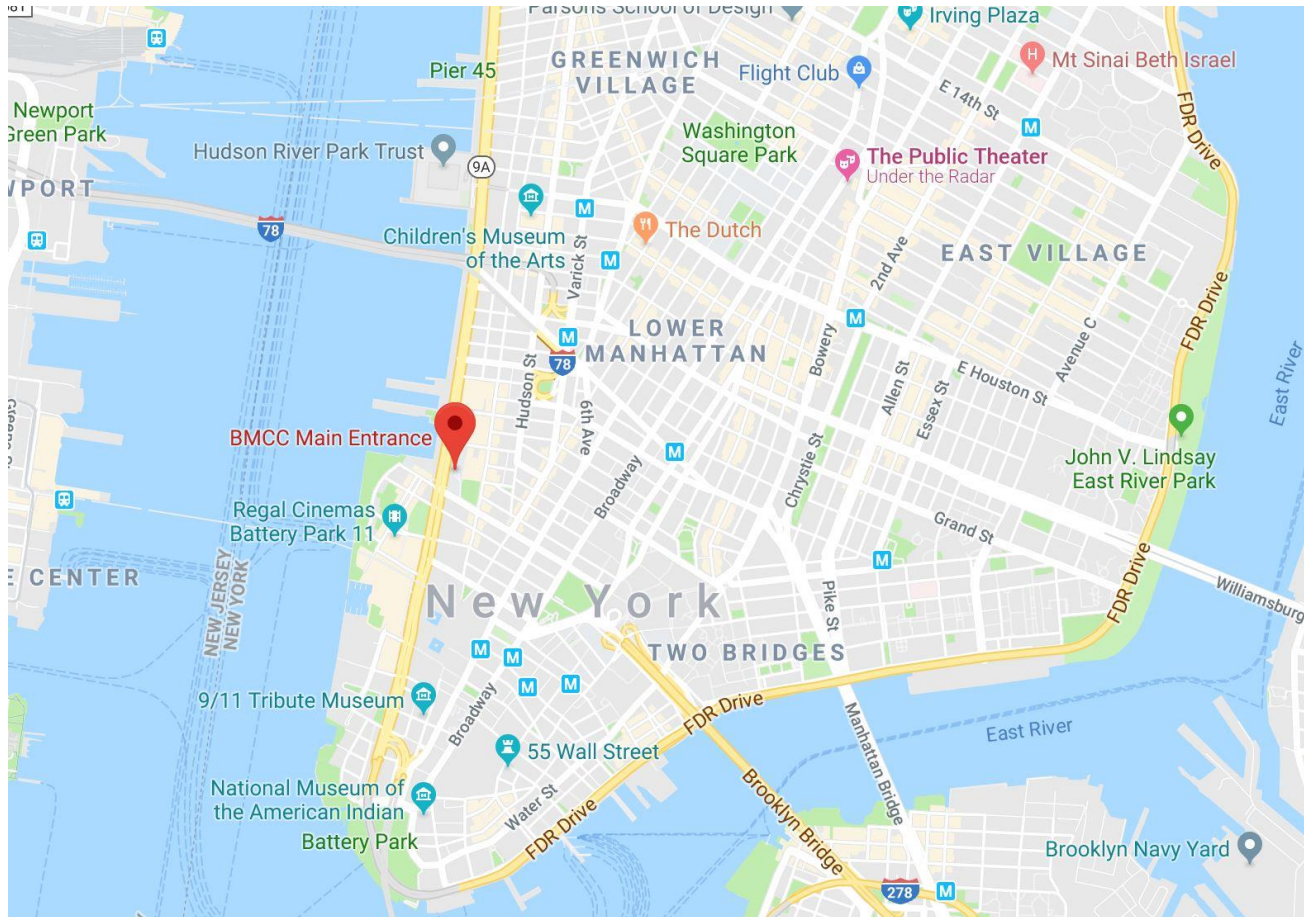 Parsons School of Design
Irving Plaza
GREENWICH
VILLAGE
Pier 45
Flight Club
Mt Sinai Beth Israel
E 14th St
FDR Drive
Newport
Green Park
Hudson River Park Trust
9A
Washington
Square Park
The Public Theater
Under the Radar
78
Children's Museum
of the Arts
Varick St
The Dutch
2nd Ave
EAST VILLAGE
FDR Drive
LOWER
MANHATTAN
78
Hudson St
Bowery
Allen St
Essex St
E Houston St
Avenue C
East River
BMCC Main Entrance
6th Ave
Broadway
Chrystie St
John V. Lindsay
East River Park
Regal Cinemas
Battery Park 11
Grand St
E CENTER
NEW JERSEY
NEW YORK
New York
Pike St
FDR Drive
Williamsburg
TWO BRIDGES
9/11 Tribute Museum
Broadway
FDR Drive
Manhattan Bridge
East River
55 Wall Street
National Museum of
the American Indian
Water St
FDR Drive
Brooklyn Bridge
Battery Park
Brooklyn Navy Yard
278
M
M
M
M
M
M
M
M
M
M
M
M
H